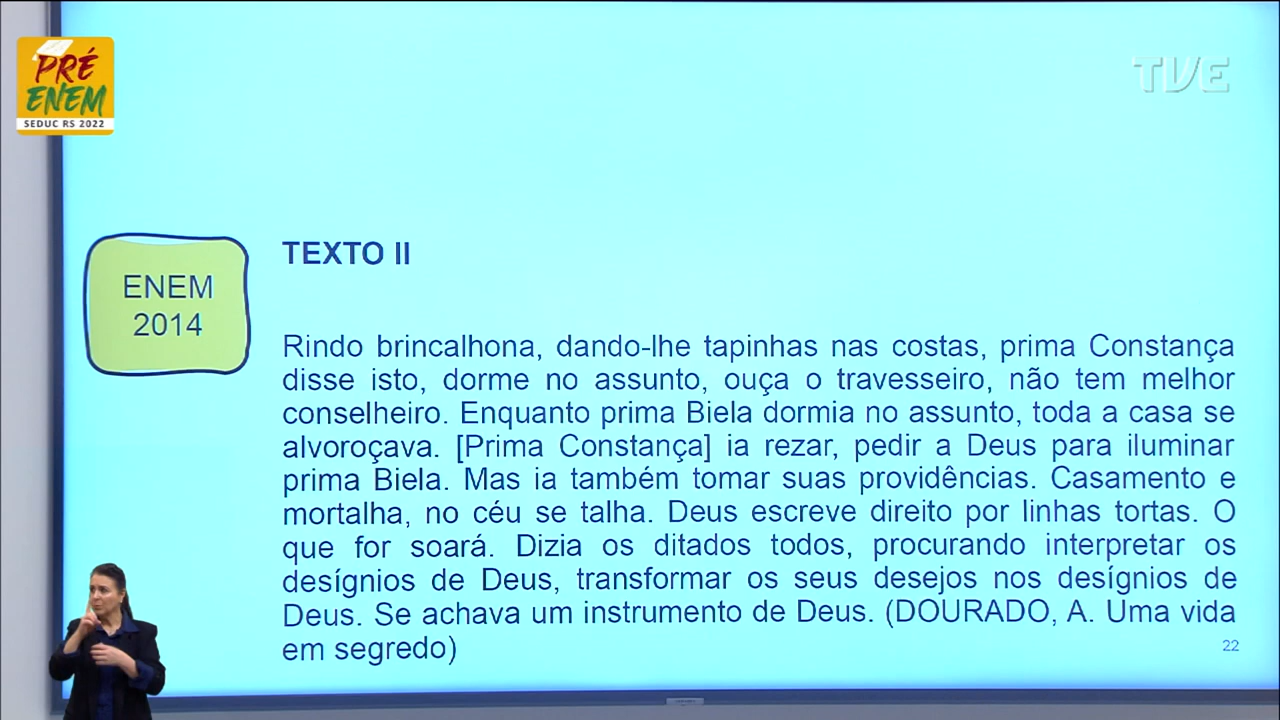 PRÉ
ENEM
SEDUC RS 2022
TVE
ENEM
2014
TEXTO II
Rindo brincalhona, dando-lhe tapinhas nas costas, prima Constança
disse isto, dorme no assunto, ouça o travesseiro, não tem melhor
conselheiro. Enquanto prima Biela dormia no assunto, toda a casa se
alvoroçava. [Prima Constança] ia rezar, pedir a Deus para iluminar
prima Biela. Mas ia também tomar suas providências. Casamento e
mortalha, no céu se talha. Deus escreve direito por linhas tortas. O
que for soará. Dizia os ditados todos, procurando interpretar os
desígnios de Deus, transformar os seus desejos nos desígnios de
Deus. Se achava um instrumento de Deus. (DOURADO, A. Uma vida
em segredo)
22